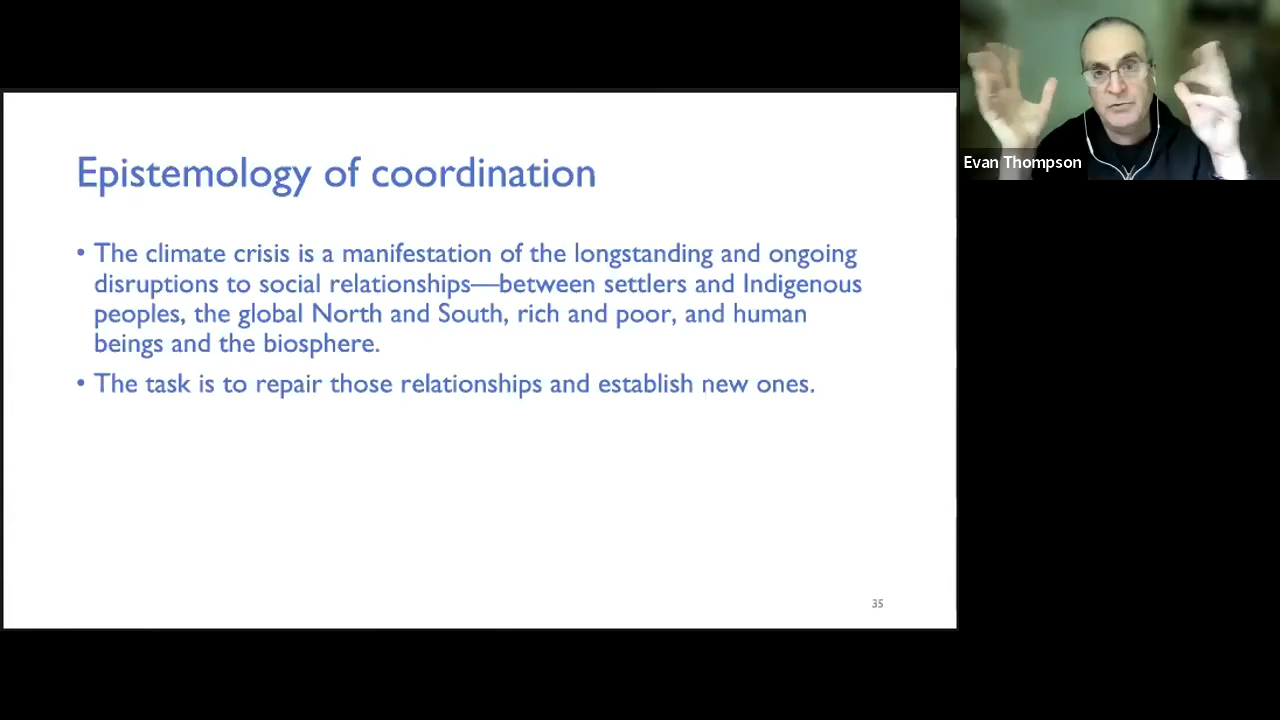 Epistemology of coordination
• The climate crisis is a manifestation of the longstanding and ongoing
disruptions to social relationships—between settlers and Indigenous
peoples, the global North and South, rich and poor, and human
beings and the biosphere.
• The task is to repair those relationships and establish new ones.
35
Evan Thompson